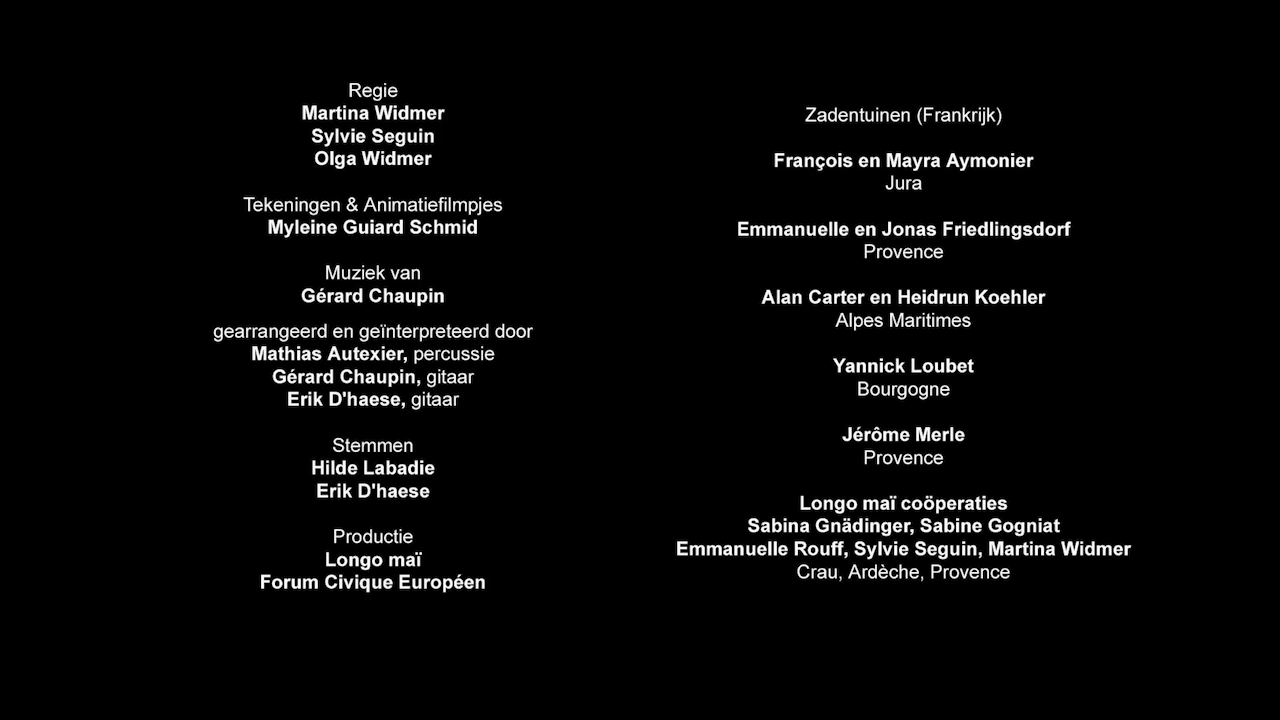 Regie
Martina Widmer
Sylvie Seguin
Olga Widmer
Tekeningen & Animatiefilmpjes
Myleine Guiard Schmid
Muziek van
Gérard Chaupin
gearrangeerd en geïnterpreteerd door
Mathias Autexier, percussie
Gérard Chaupin, gitaar
Erik D'haese, gitaar
Stemmen
Hilde Labadie
Erik D'haese
Productie
Longo maï
Forum Civique Européen
Zadentuinen (Frankrijk)
François en Mayra Aymonier
Jura
Emmanuelle en Jonas Friedlingsdorf
Provence
Alan Carter en Heidrun Koehler
Alpes Maritimes
Yannick Loubet
Bourgogne
Jérôme Merle
Provence
Longo maï coöperaties
Sabina Gnädinger, Sabine Gogniat
Emmanuelle Rouff, Sylvie Seguin, Martina Widmer
Crau, Ardèche, Provence